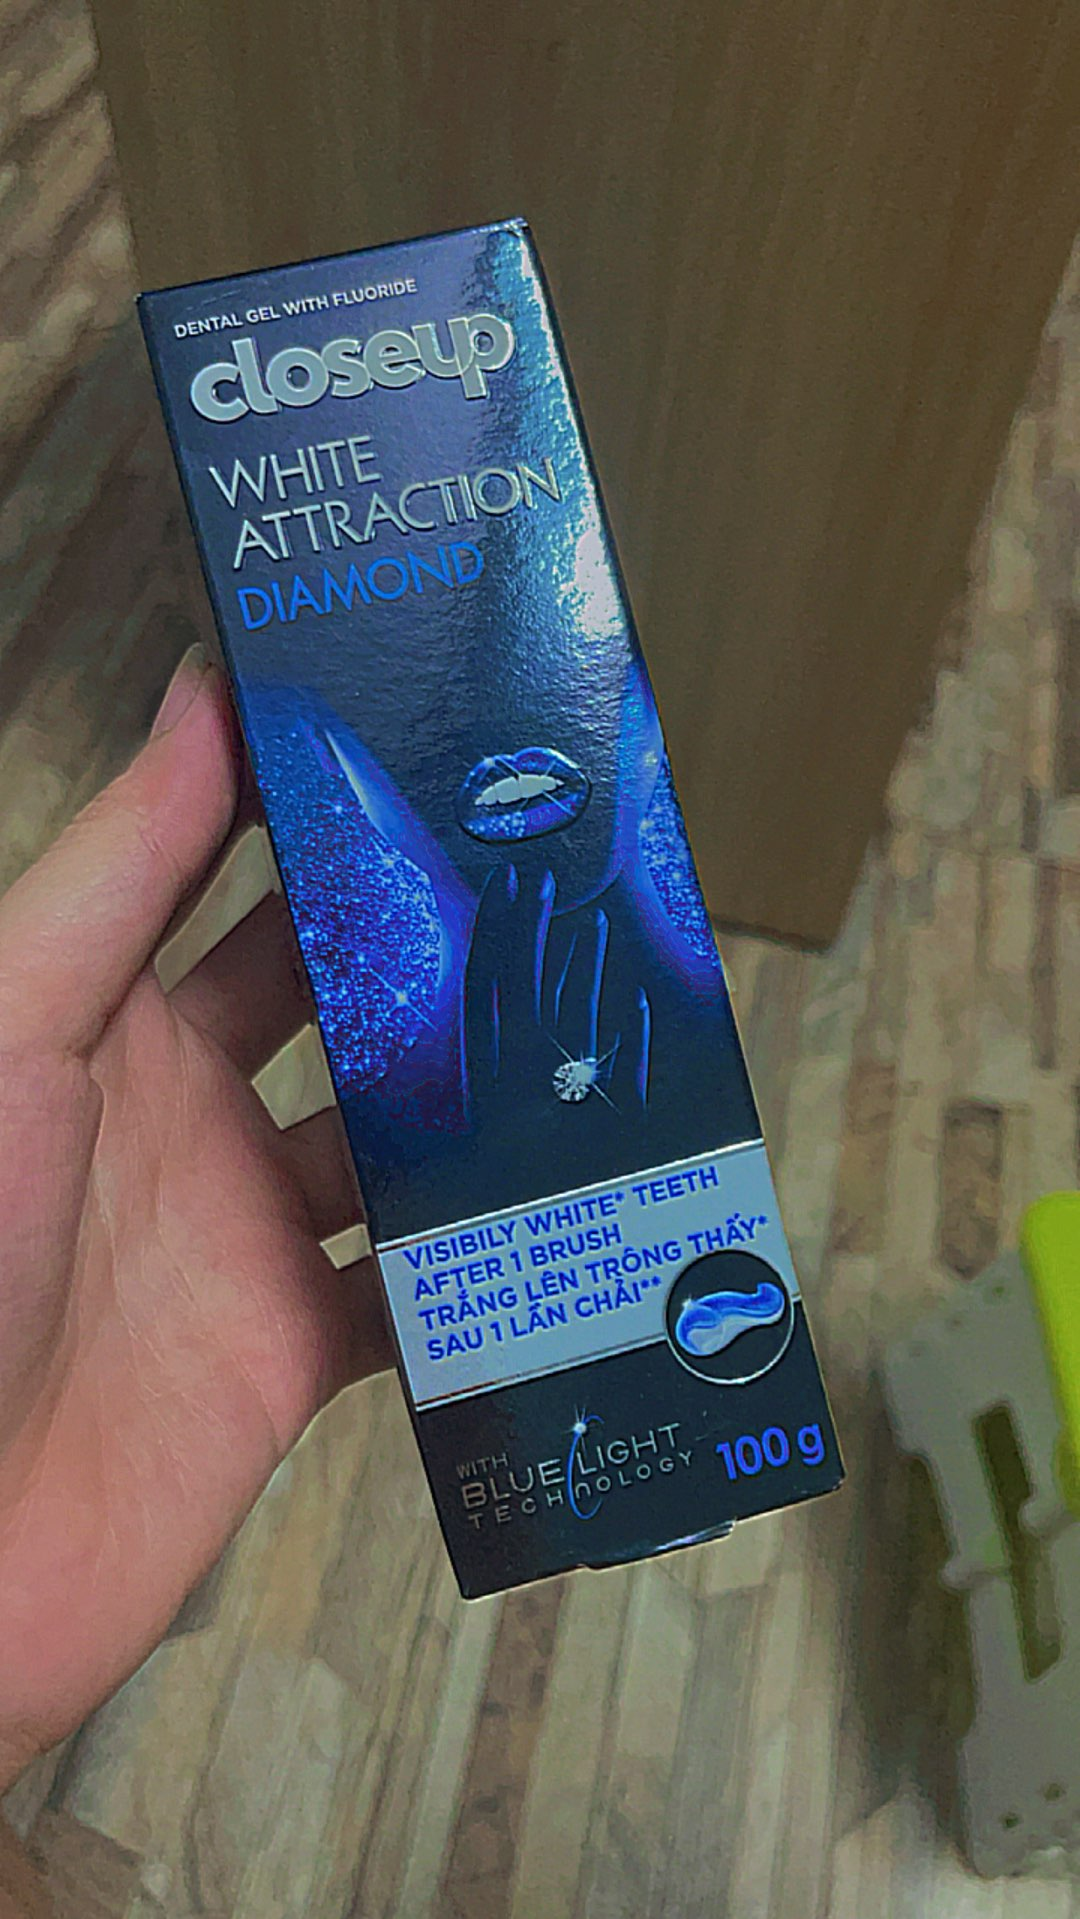 DENTAL GEL WITH FLUORIDE
closeup
WHITE
ATTRACTION
DIAMOND
VISIBILY WHITE* TEETH
AFTER 1 BRUSH
TRẮNG LÊN TRÔNG THẤY*
SAU 1 LẦN CHẢI**
WITH
BLUE LIGHT
TECHNOLOGY
100 g